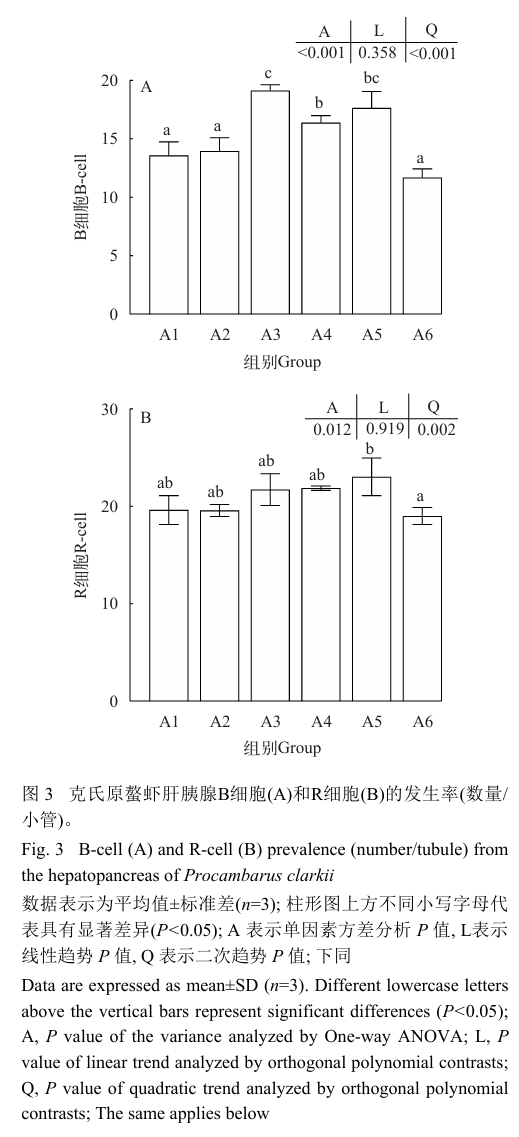 A L Q
<0.001 0.358 <0.001
A
20
15
10
5
0
B细胞B-cell
a a c b bc a
A1 A2 A3 A4 A5 A6
组别Group
B
A L Q
0.012 0.919 0.002
30
20
10
0
R细胞R-cell
ab ab ab ab b a
A1 A2 A3 A4 A5 A6
组别Group
图 3 克氏原螯虾肝胰腺B细胞(A)和R细胞(B)的发生率(数量/
小管)。
Fig. 3 B-cell (A) and R-cell (B) prevalence (number/tubule) from
the hepatopancreas of Procambarus clarkii
数据表示为平均值±标准差(n=3); 柱形图上方不同小写字母代
表具有显著差异(P<0.05); A 表示单因素方差分析 P 值, L表示
线性趋势 P 值, Q 表示二次趋势 P 值; 下同
Data are expressed as mean±SD (n=3). Different lowercase letters
above the vertical bars represent significant differences (P<0.05);
A, P value of the variance analyzed by One-way ANOVA; L, P
value of linear trend analyzed by orthogonal polynomial contrasts;
Q, P value of quadratic trend analyzed by orthogonal polynomial
contrasts; The same applies below